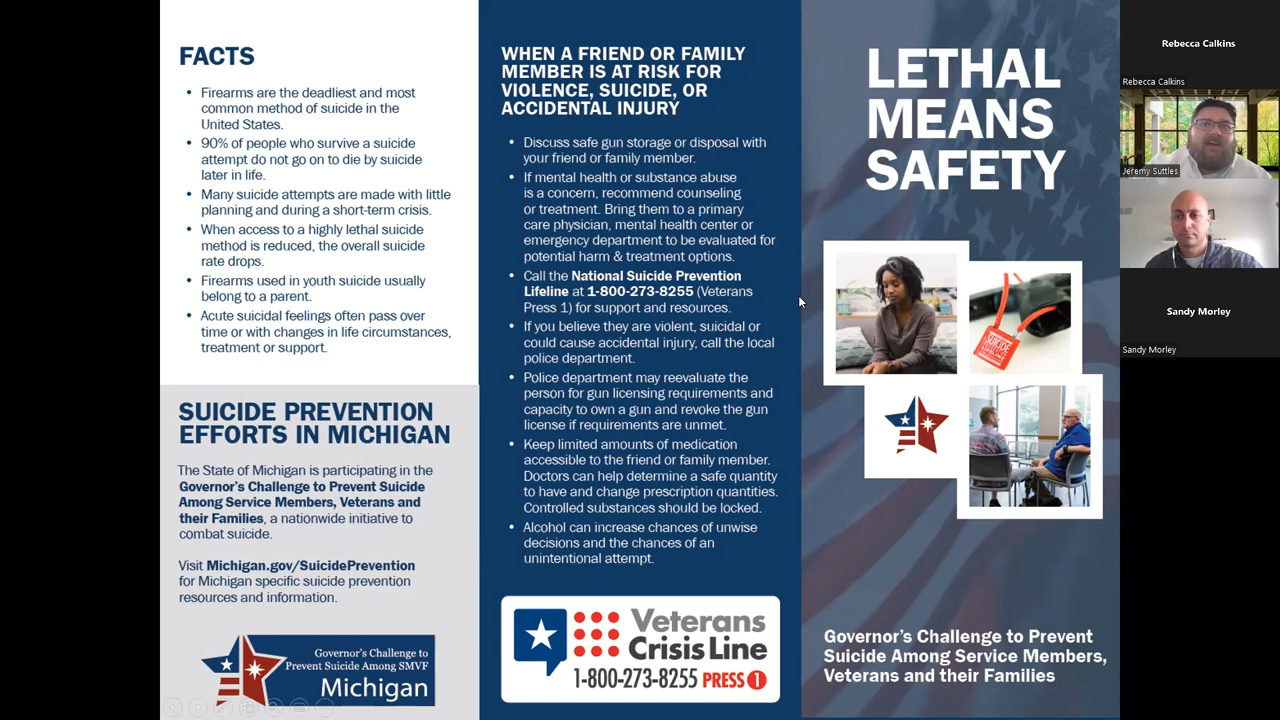 FACTS
• Firearms are the deadliest and most
common method of suicide in the
United States.
• 90% of people who survive a suicide
attempt do not go on to die by suicide
later in life.
• Many suicide attempts are made with little
planning and during a short-term crisis.
• When access to a highly lethal suicide
method is reduced, the overall suicide
rate drops.
• Firearms used in youth suicide usually
belong to a parent.
• Acute suicidal feelings often pass over
time or with changes in life circumstances,
treatment or support.
SUICIDE PREVENTION
EFFORTS IN MICHIGAN
The State of Michigan is participating in the
Governor's Challenge to Prevent Suicide
Among Service Members, Veterans and
their Families, a nationwide initiative to
combat suicide.
Visit Michigan.gov/SuicidePrevention
for Michigan specific suicide prevention
resources and information.
Governor's Challenge to
Prevent Suicide Among SMVF
Michigan
WHEN A FRIEND OR FAMILY
MEMBER IS AT RISK FOR
VIOLENCE, SUICIDE, OR
ACCIDENTAL INJURY
• Discuss safe gun storage or disposal with
your friend or family member.
• If mental health or substance abuse
is a concern, recommend counseling
or treatment. Bring them to a primary
care physician, mental health center or
emergency department to be evaluated for
potential harm & treatment options.
• Call the National Suicide Prevention
Lifeline at 1-800-273-8255 (Veterans
Press 1) for support and resources.
• If you believe they are violent, suicidal or
could cause accidental injury, call the local
police department.
• Police department may reevaluate the
person for gun licensing requirements and
capacity to own a gun and revoke the gun
license if requirements are unmet.
• Keep limited amounts of medication
accessible to the friend or family member.
Doctors can help determine a safe quantity
to have and change prescription quantities.
Controlled substances should be locked.
• Alcohol can increase chances of unwise
decisions and the chances of an
unintentional attempt.
Veterans
Crisis Line
1-800-273-8255 PRESS 1
LETHAL
MEANS
SAFETY
SUICIDE
Governor's Challenge to Prevent
Suicide Among Service Members,
Veterans and their Families
Rebecca Calkins
Rebecca Calkins
Jeremy Suttles
Sandy Morley
Sandy Morley